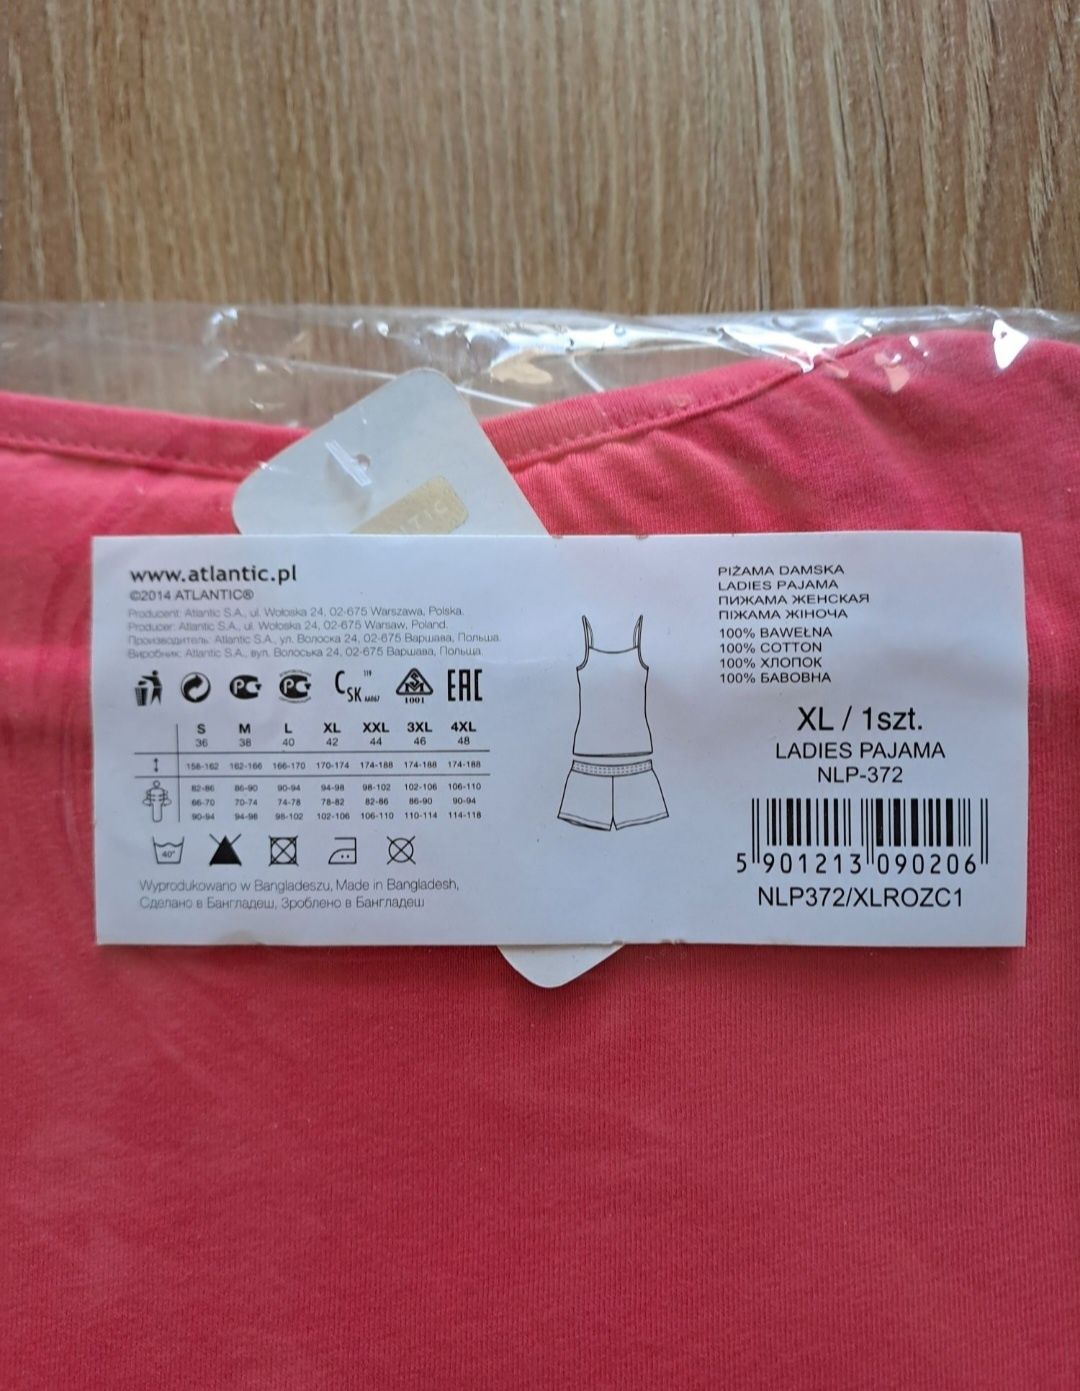 NTIC
www.atlantic.pl
©2014 ATLANTIC®
Producent: Atlantic S.A., ul. Wołoska 24, 02-675 Warszawa, Polska.
Producer: Atlantic S.A., ul. Wołoska 24, 02-675 Warsaw, Poland.
Производитель: Atlantic S.A., ул. Волоска 24, 02-675 Варшава, Польша.
Виробник: Atlantic S.A., вул. Волоська 24, 02-675 Варшава, Польща.
PC PC CSK 119 1001 EAC
S M L XL XXL 3XL 4XL
36 38 40 42 44 46 48
158-162 162-166 166-170 170-174 174-188 174-188 174-188
82-86 86-90 90-94 94-98 98-102 102-106 106-110
66-70 70-74 74-78 78-82 82-86 86-90 90-94
90-94 94-98 98-102 102-106 106-110 110-114 114-118
40°
Wyprodukowano w Bangladeszu, Made in Bangladesh,
Сделано в Бангладеш, Зроблено в Бангладеш
PIŻAMA DAMSKA
LADIES PAJAMA
ПИЖАМА ЖЕНСКАЯ
ПІЖАМА ЖІНОЧА
100% BAWEŁNA
100% COTTON
100% ХЛОПОК
100% БАВОВНА
XL / 1szt.
LADIES PAJAMA
NLP-372
5 901213 090206
NLP372/XLROZC1